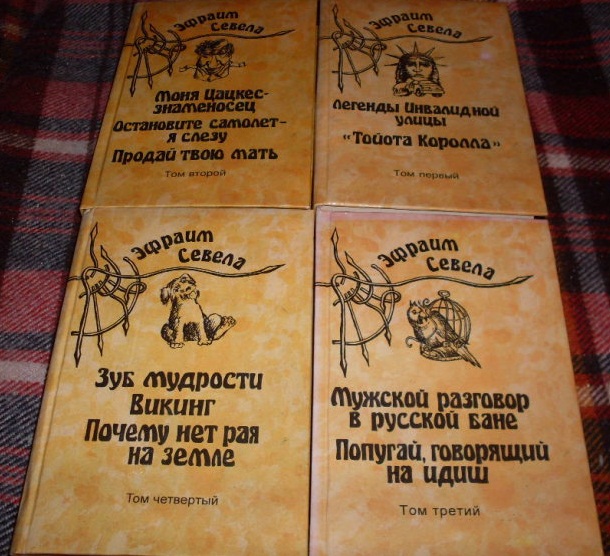 Эфраим
Севела
Моня Цацкес-
знаменосец
Остановите самолет-
я слезу
Продай твою мать
Том второй
Эфраим
Севела
Легенды Инвалидной
улицы
«Тойота Королла»
Том первый
Эфраим
Севела
Зуб мудрости
Викинг
Почему нет рая
на земле
Том четвертый
Эфраим
Севела
Мужской разговор
в русской бане
Попугай, говорящий
на идиш
Том третий